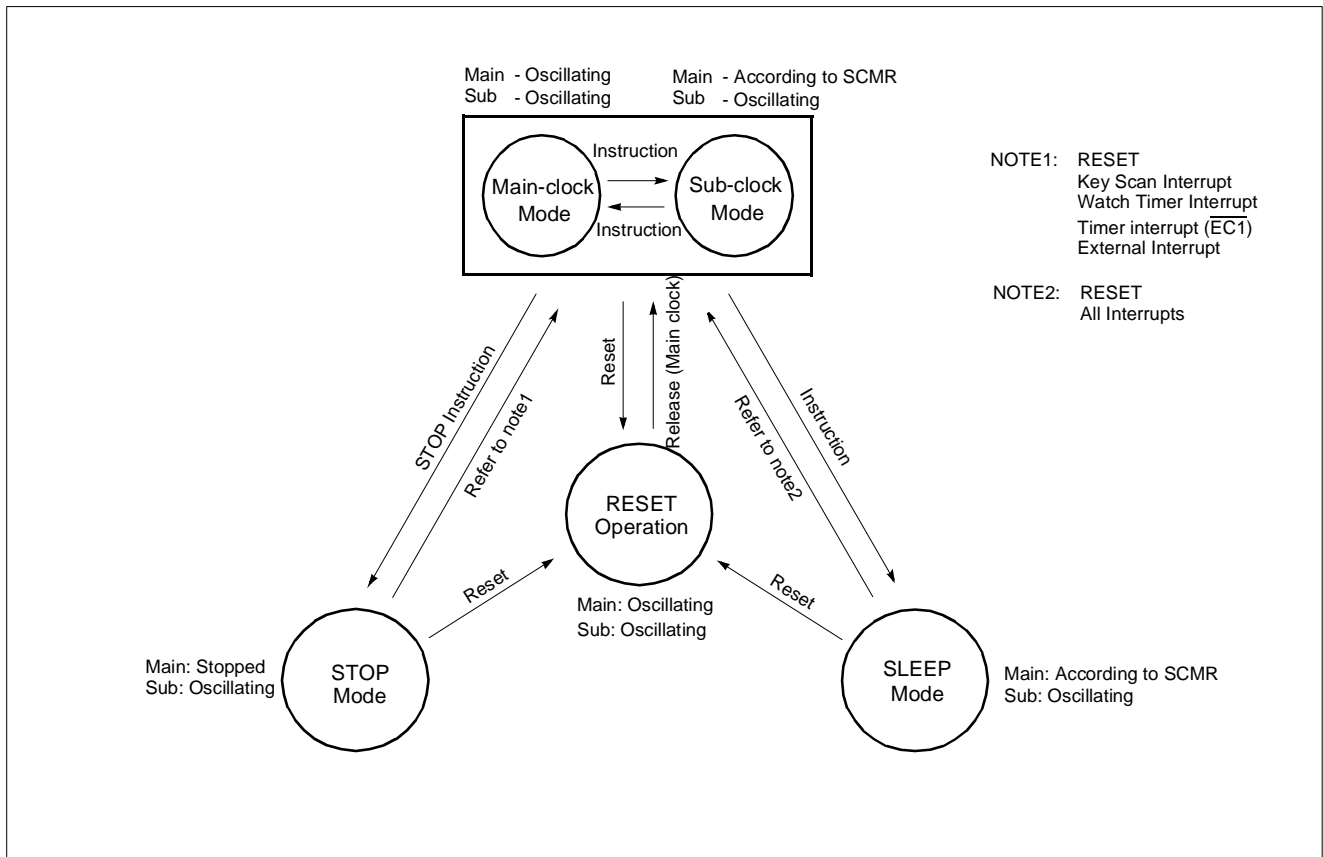 Main - Oscillating
Sub - Oscillating
Main - According to SCMR
Sub - Oscillating
Main-clock
Mode
Instruction
Instruction
Sub-clock
Mode
NOTE1: RESET
Key Scan Interrupt
Watch Timer Interrupt
Timer interrupt (E̅C̅1̅)
External Interrupt
NOTE2: RESET
All Interrupts
STOP Instruction
Refer to note1
Reset
Release (Main clock)
Refer to note2
Instruction
RESET
Operation
Reset
Reset
Main: Oscillating
Sub: Oscillating
Main: Stopped
Sub: Oscillating
STOP
Mode
SLEEP
Mode
Main: According to SCMR
Sub: Oscillating